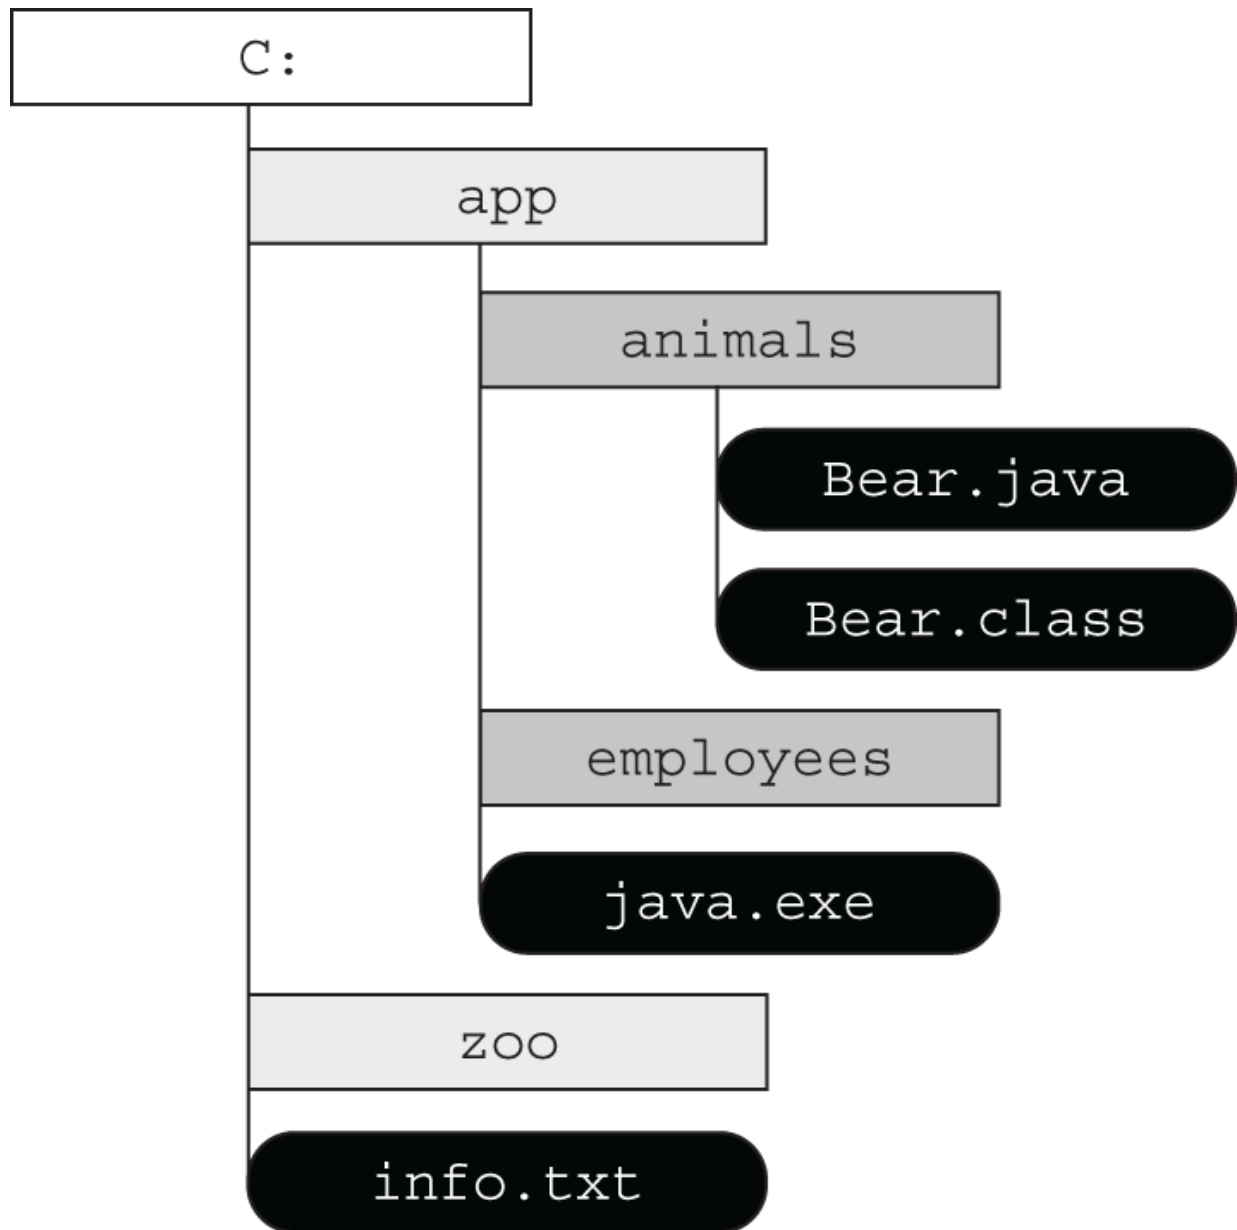 C:
app
animals
Bear.java
Bear.class
employees
java.exe
zoo
info.txt